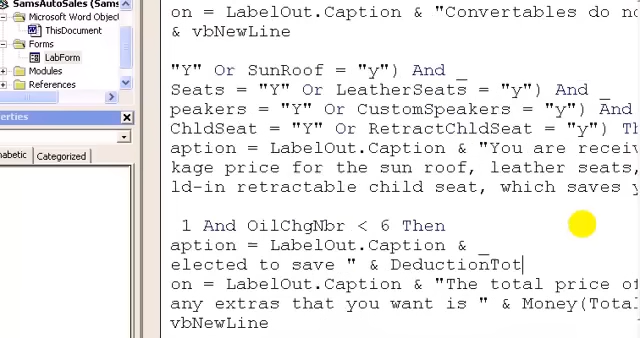 SamsAutoSales (Sams
Microsoft Word Object
ThisDocument
Forms
LabForm
Modules
References
perties
abetic
Categorized
on = LabelOut.Caption & "Convertables do no
& vbNewLine
"Y" Or SunRoof = "y") And _
Seats = "Y" Or LeatherSeats = "y") And _
peakers = "Y" Or CustomSpeakers = "y") And
ChldSeat = "Y" Or RetractChldSeat = "y") Th
aption = LabelOut.Caption & "You are receiv
kage price for the sun roof, leather seats,
ld-in retractable child seat, which saves y
1 And OilChgNbr < 6 Then
aption = LabelOut.Caption & _
elected to save " & DeductionTot
on = LabelOut.Caption & "The total price of
any extras that you want is " & Money(Total
vbNewLine